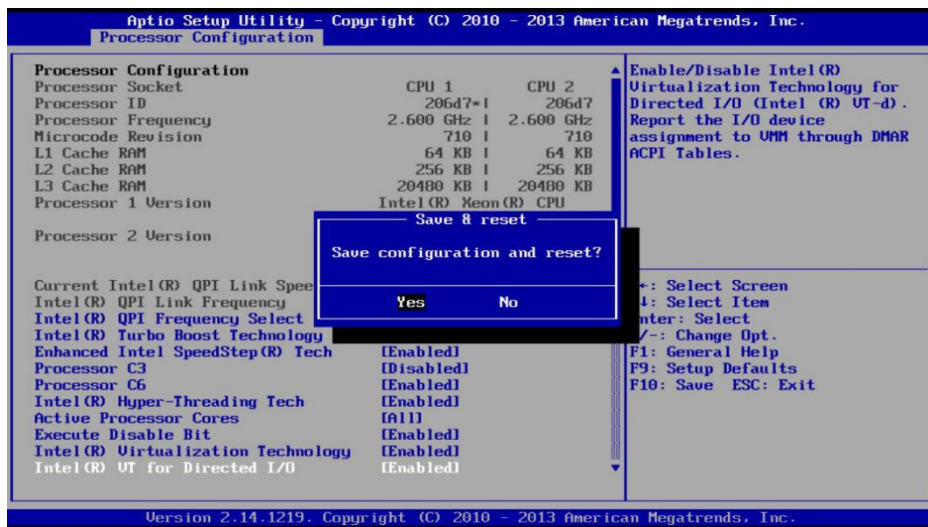 Aptio Setup Utility - Copyright (C) 2010 - 2013 American Megatrends, Inc.
Processor Configuration
Processor Configuration
Processor Socket CPU 1 CPU 2
Processor ID 206d7*| 206d7
Processor Frequency 2.600 GHz | 2.600 GHz
Microcode Revision 710 | 710
L1 Cache RAM 64 KB | 64 KB
L2 Cache RAM 256 KB | 256 KB
L3 Cache RAM 20480 KB | 20480 KB
Processor 1 Version Intel(R) Xeon(R) CPU
Processor 2 Version
Current Intel(R) QPI Link Spee
Intel(R) QPI Link Frequency
Intel(R) QPI Frequency Select
Intel(R) Turbo Boost Technology
Enhanced Intel SpeedStep(R) Tech [Enabled]
Processor C3 [Disabled]
Processor C6 [Enabled]
Intel(R) Hyper-Threading Tech [Enabled]
Active Processor Cores [All]
Execute Disable Bit [Enabled]
Intel(R) Virtualization Technology [Enabled]
Intel(R) VT for Directed I/O [Enabled]
Save & reset
Save configuration and reset?
Yes No
Enable/Disable Intel(R)
Virtualization Technology for
Directed I/O (Intel (R) VT-d).
Report the I/O device
assignment to VMM through DMAR
ACPI Tables.
←: Select Screen
↓: Select Item
nter: Select
/-: Change Opt.
F1: General Help
F9: Setup Defaults
F10: Save ESC: Exit
Version 2.14.1219. Copyright (C) 2010 - 2013 American Megatrends, Inc.